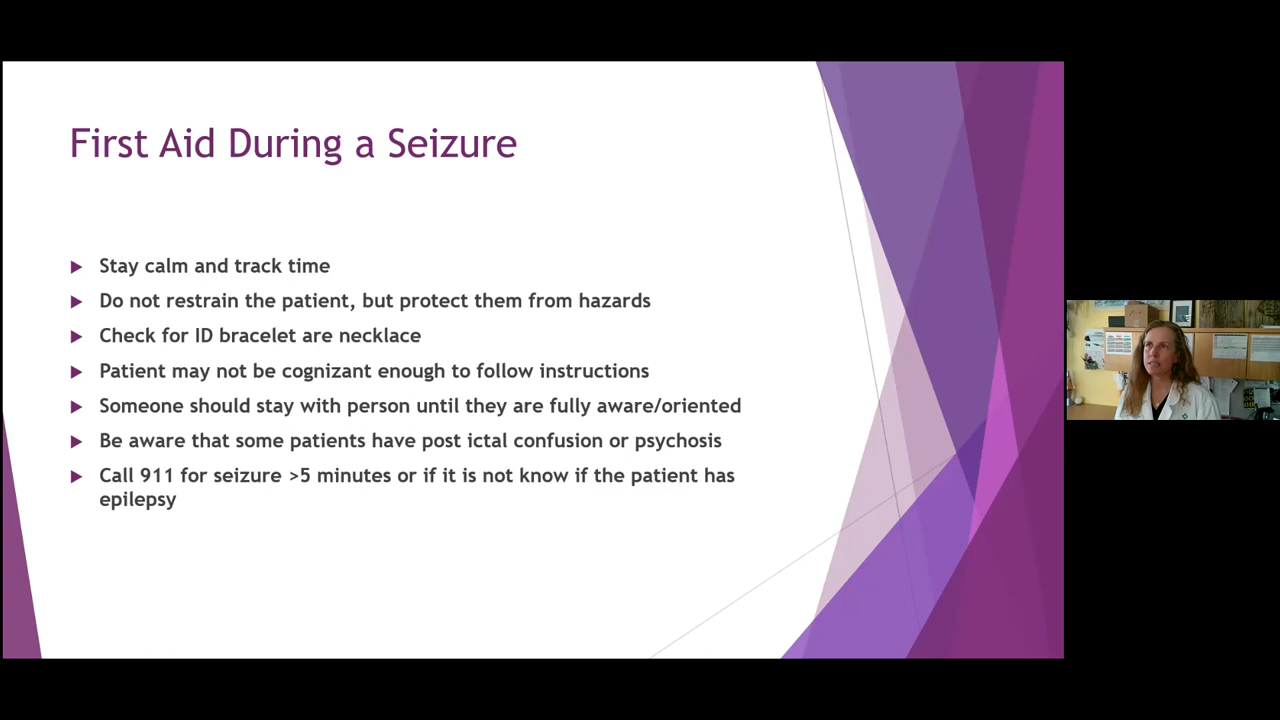 First Aid During a Seizure
Stay calm and track time
Do not restrain the patient, but protect them from hazards
Check for ID bracelet are necklace
Patient may not be cognizant enough to follow instructions
Someone should stay with person until they are fully aware/oriented
Be aware that some patients have post ictal confusion or psychosis
Call 911 for seizure >5 minutes or if it is not know if the patient has
epilepsy